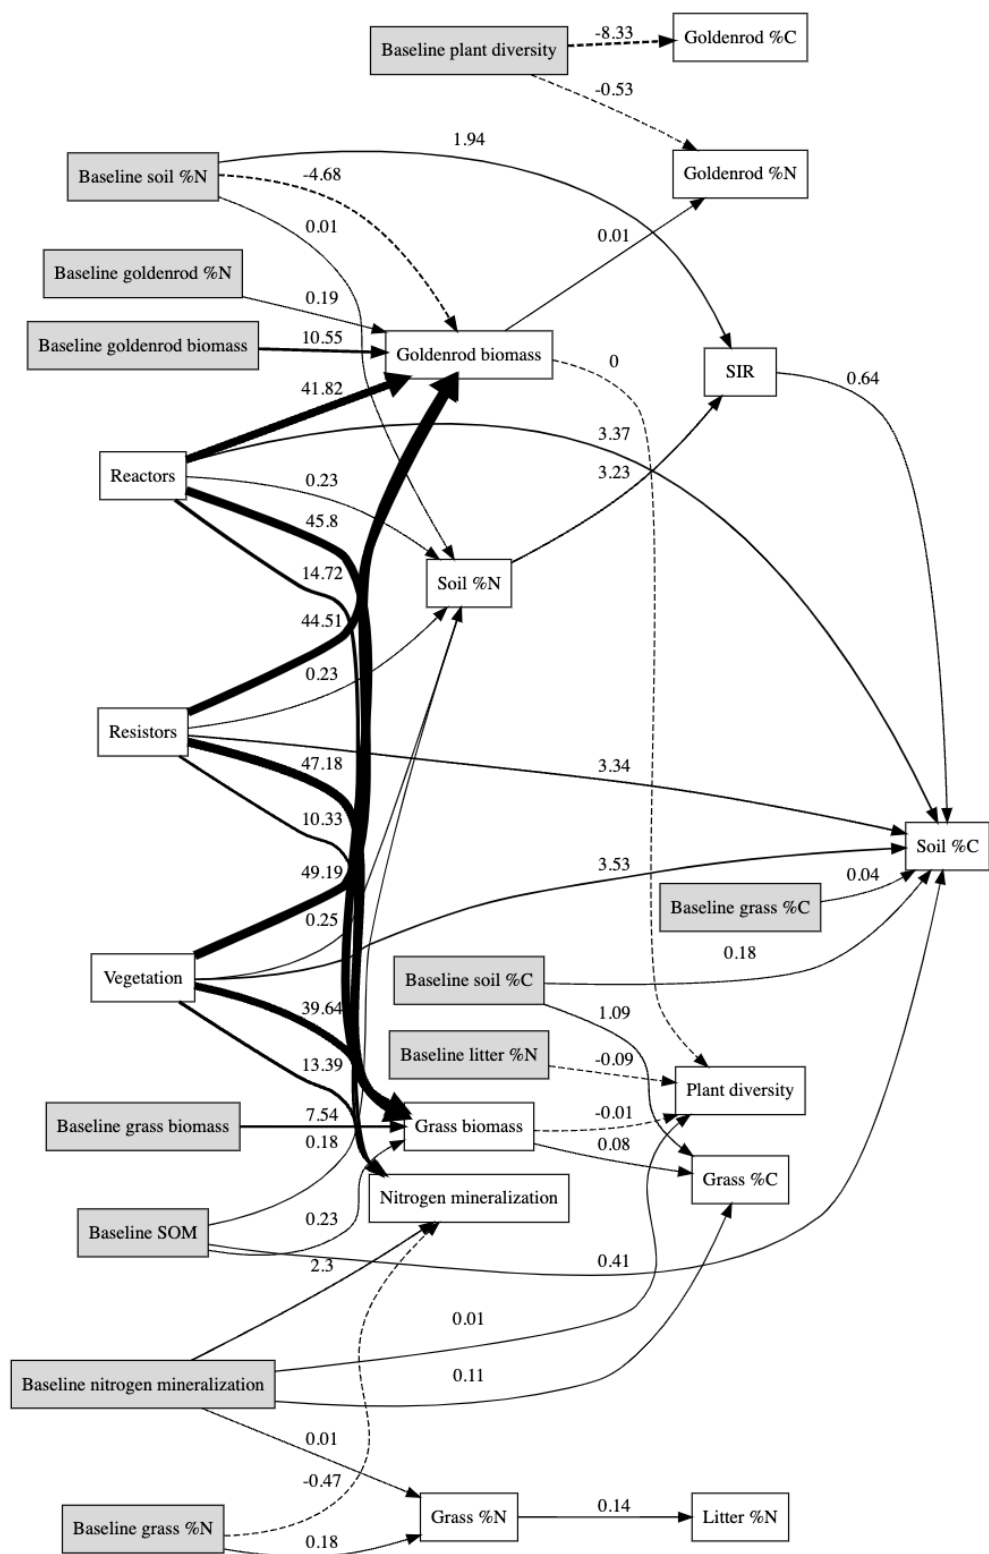 Baseline plant diversity
-8.33
Goldenrod %C
-0.53
1.94
Baseline soil %N
-4.68
Goldenrod %N
0.01
0.01
Baseline goldenrod %N
0.19
Baseline goldenrod biomass
10.55
Goldenrod biomass
0
SIR
0.64
41.82
3.37
Reactors
0.23
3.23
45.8
14.72
Soil %N
44.51
0.23
Resistors
47.18
3.34
10.33
Soil %C
49.19
3.53
0.04
Baseline grass %C
0.25
0.18
Vegetation
Baseline soil %C
39.64
1.09
Baseline litter %N
-0.09
13.39
Plant diversity
7.54
Baseline grass biomass
Grass biomass
-0.01
0.18
0.08
Grass %C
Nitrogen mineralization
0.23
Baseline SOM
2.3
0.41
0.01
Baseline nitrogen mineralization
0.11
0.01
-0.47
Baseline grass %N
0.18
Grass %N
0.14
Litter %N